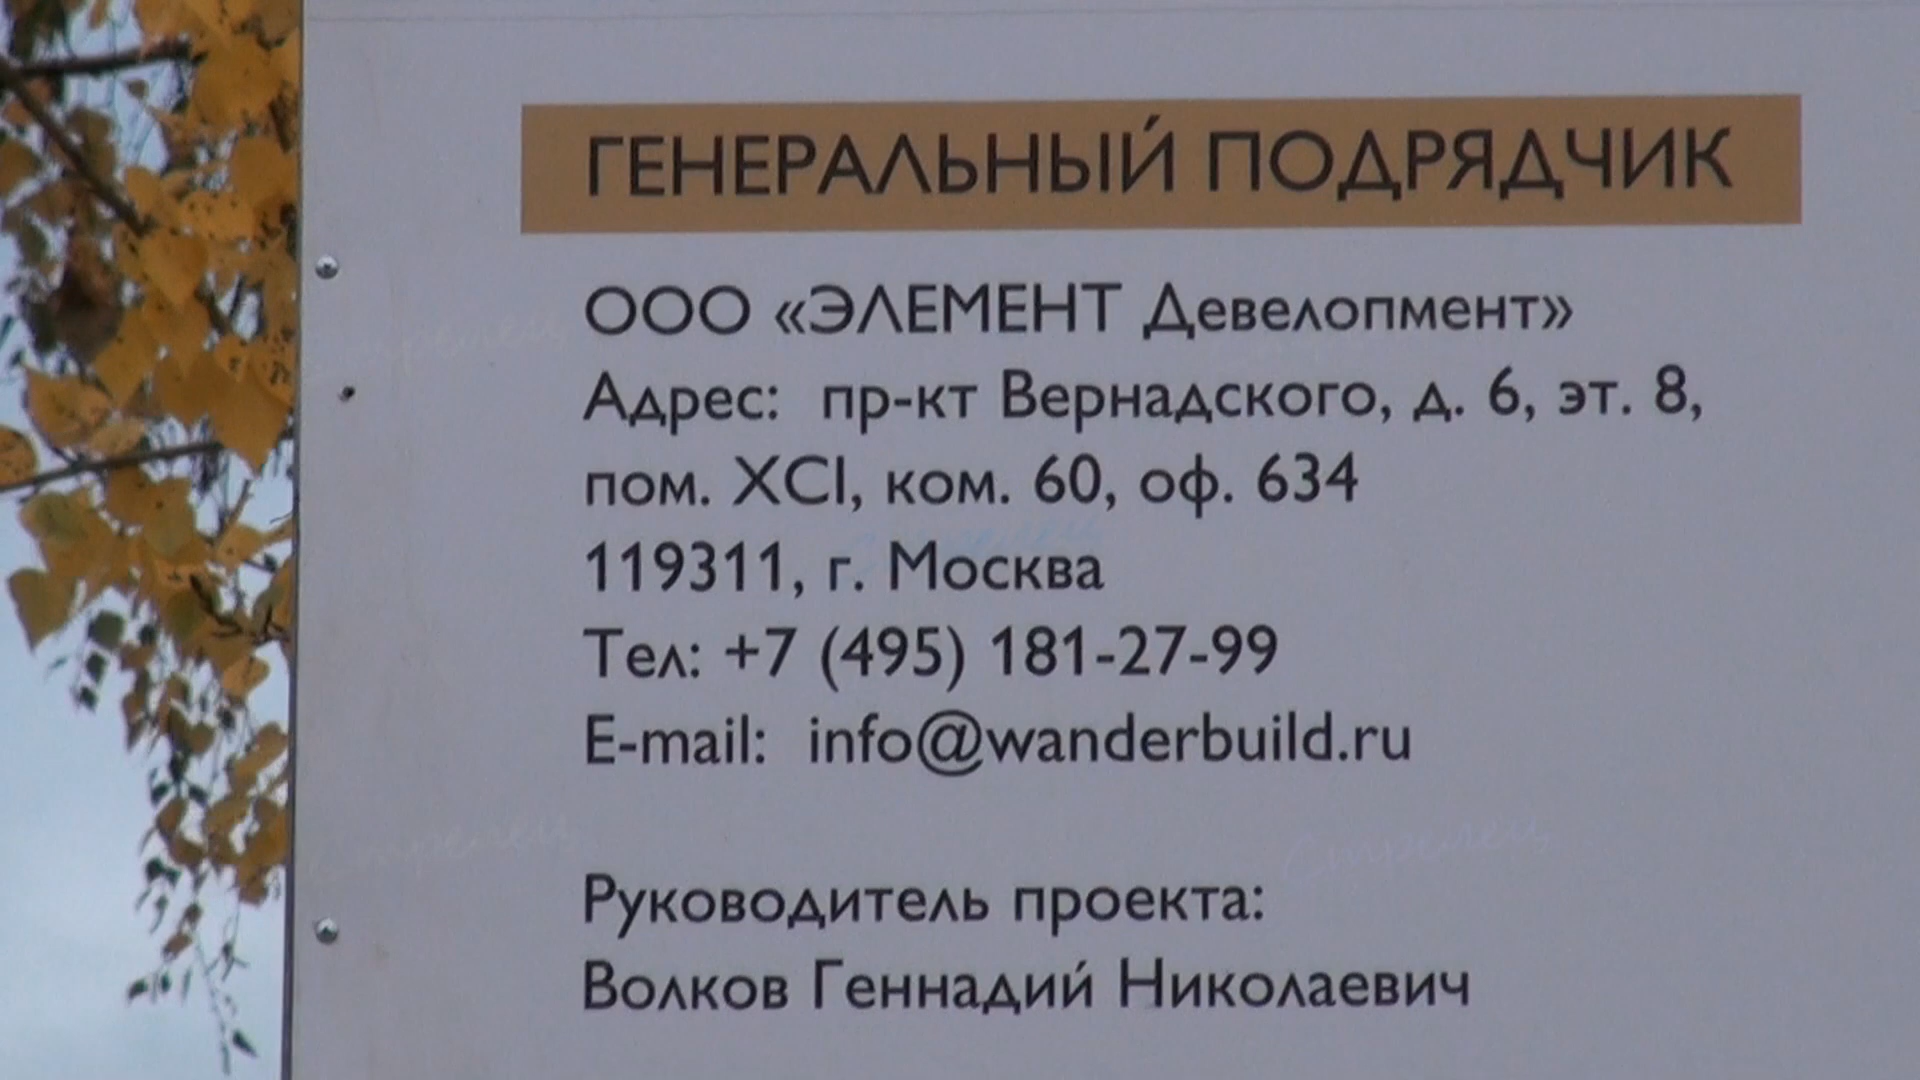 ГЕНЕРАЛЬНЫЙ ПОДРЯДЧИК
ООО «ЭЛЕМЕНТ Девелопмент»
Адрес: пр-кт Вернадского, д. 6, эт. 8,
пом. XCI, ком. 60, оф. 634
119311, г. Москва
Тел: +7 (495) 181-27-99
E-mail: info@wanderbuild.ru
Руководитель проекта:
Волков Геннадий Николаевич